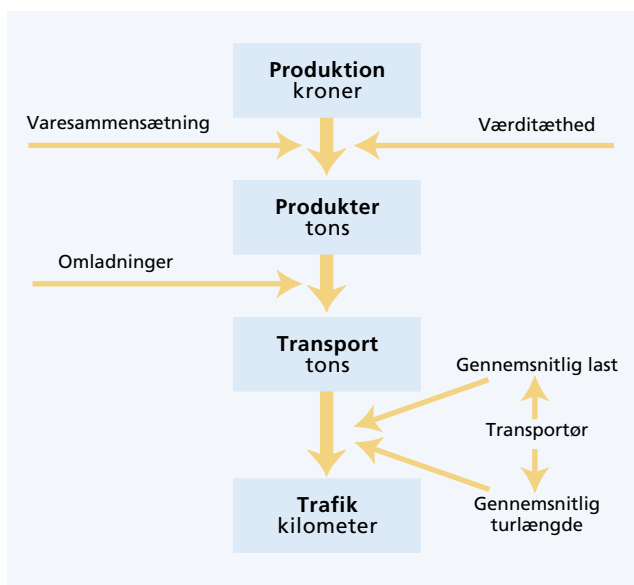 Produktion
kroner
Varesammensætning
Værditæthed
Produkter
tons
Omladninger
Transport
tons
Gennemsnitlig last
Transportør
Trafik
kilometer
Gennemsnitlig
turlængde